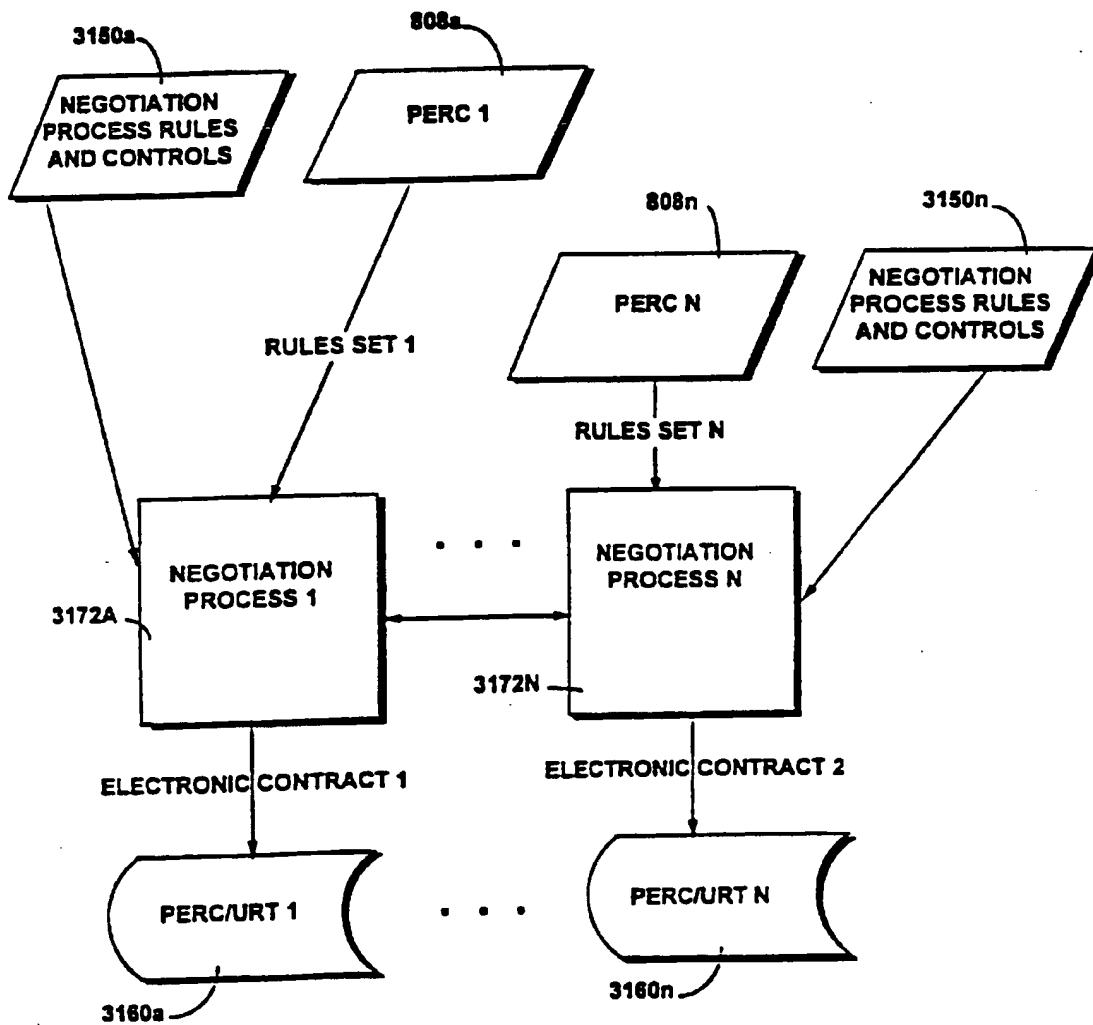 3150a
808a
NEGOTIATION
PROCESS RULES
AND CONTROLS
PERC 1
808n
3150n
PERC N
NEGOTIATION
PROCESS RULES
AND CONTROLS
RULES SET 1
RULES SET N
NEGOTIATION
PROCESS 1
. . .
NEGOTIATION
PROCESS N
3172A
3172N
ELECTRONIC CONTRACT 1
ELECTRONIC CONTRACT 2
PERC/URT 1
. . .
PERC/URT N
3160a
3160n